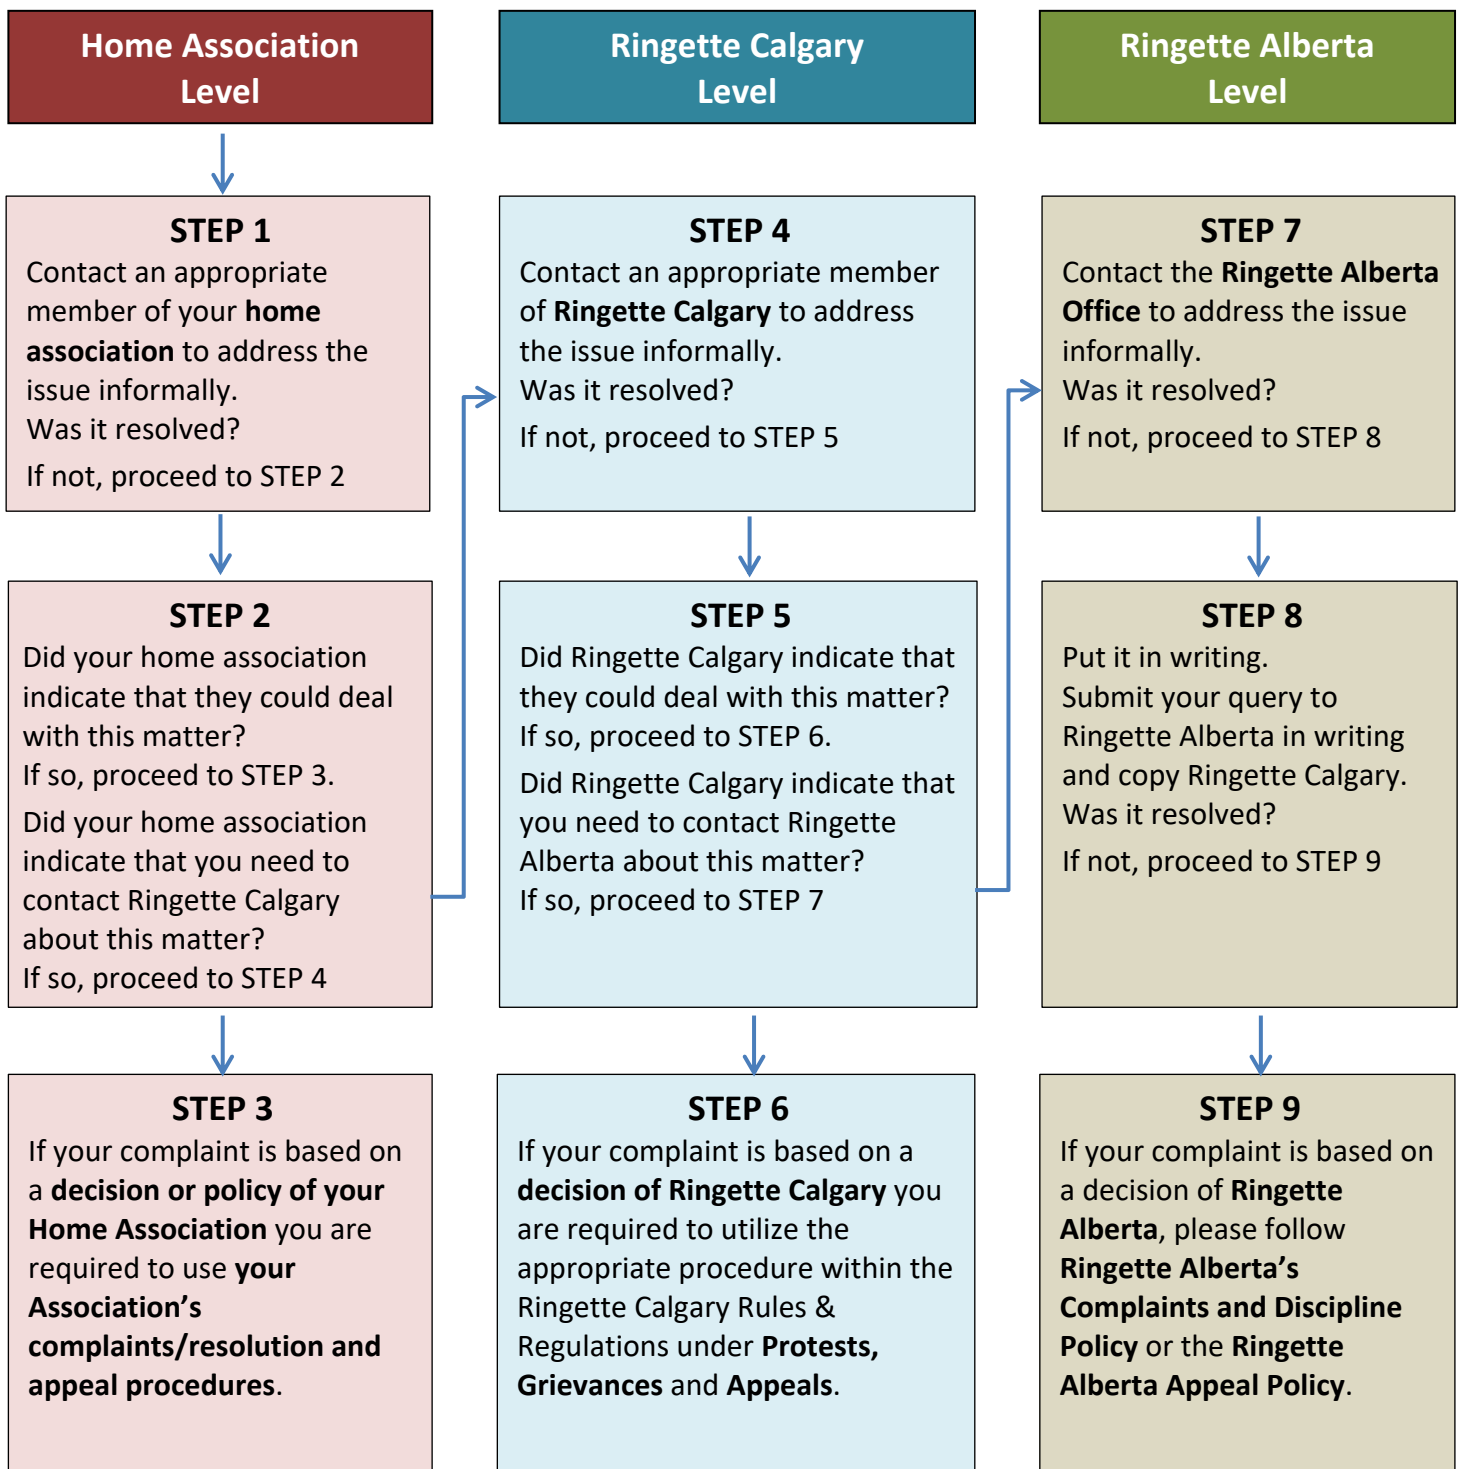 Home Association
Level
STEP 1
Contact an appropriate
member of your home
association to address the
issue informally.
Was it resolved?
If not, proceed to STEP 2
STEP 2
Did your home association
indicate that they could deal
with this matter?
If so, proceed to STEP 3.
Did your home association
indicate that you need to
contact Ringette Calgary
about this matter?
If so, proceed to STEP 4
STEP 3
If your complaint is based on
a decision or policy of your
Home Association you are
required to use your
Association’s
complaints/resolution and
appeal procedures.
Ringette Calgary
Level
STEP 4
Contact an appropriate member
of Ringette Calgary to address
the issue informally.
Was it resolved?
If not, proceed to STEP 5
STEP 5
Did Ringette Calgary indicate that
they could deal with this matter?
If so, proceed to STEP 6.
Did Ringette Calgary indicate that
you need to contact Ringette
Alberta about this matter?
If so, proceed to STEP 7
STEP 6
If your complaint is based on a
decision of Ringette Calgary you
are required to utilize the
appropriate procedure within the
Ringette Calgary Rules &
Regulations under Protests,
Grievances and Appeals.
Ringette Alberta
Level
STEP 7
Contact the Ringette Alberta
Office to address the issue
informally.
Was it resolved?
If not, proceed to STEP 8
STEP 8
Put it in writing.
Submit your query to
Ringette Alberta in writing
and copy Ringette Calgary.
Was it resolved?
If not, proceed to STEP 9
STEP 9
If your complaint is based on
a decision of Ringette
Alberta, please follow
Ringette Alberta’s
Complaints and Discipline
Policy or the Ringette
Alberta Appeal Policy.